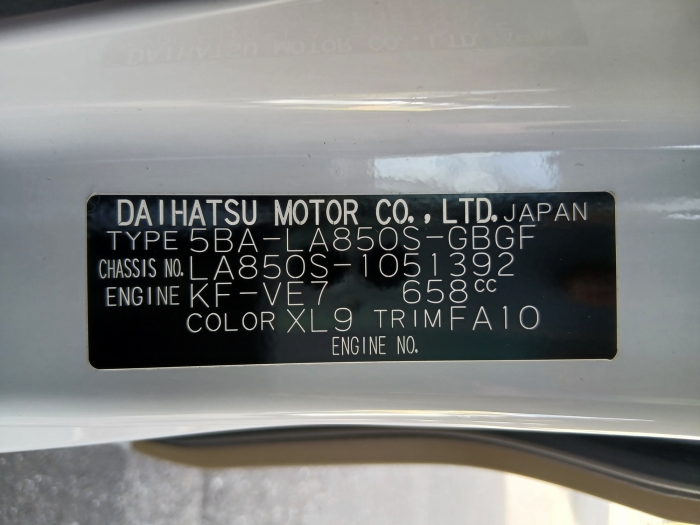 DAIHATSU MOTOR CO., LTD. JAPAN
TYPE 5BA-LA850S-GBGF
CHASSIS NO. LA850S-1051392
ENGINE KF-VE7 658cc
COLOR XL9 TRIM FA10
ENGINE NO.